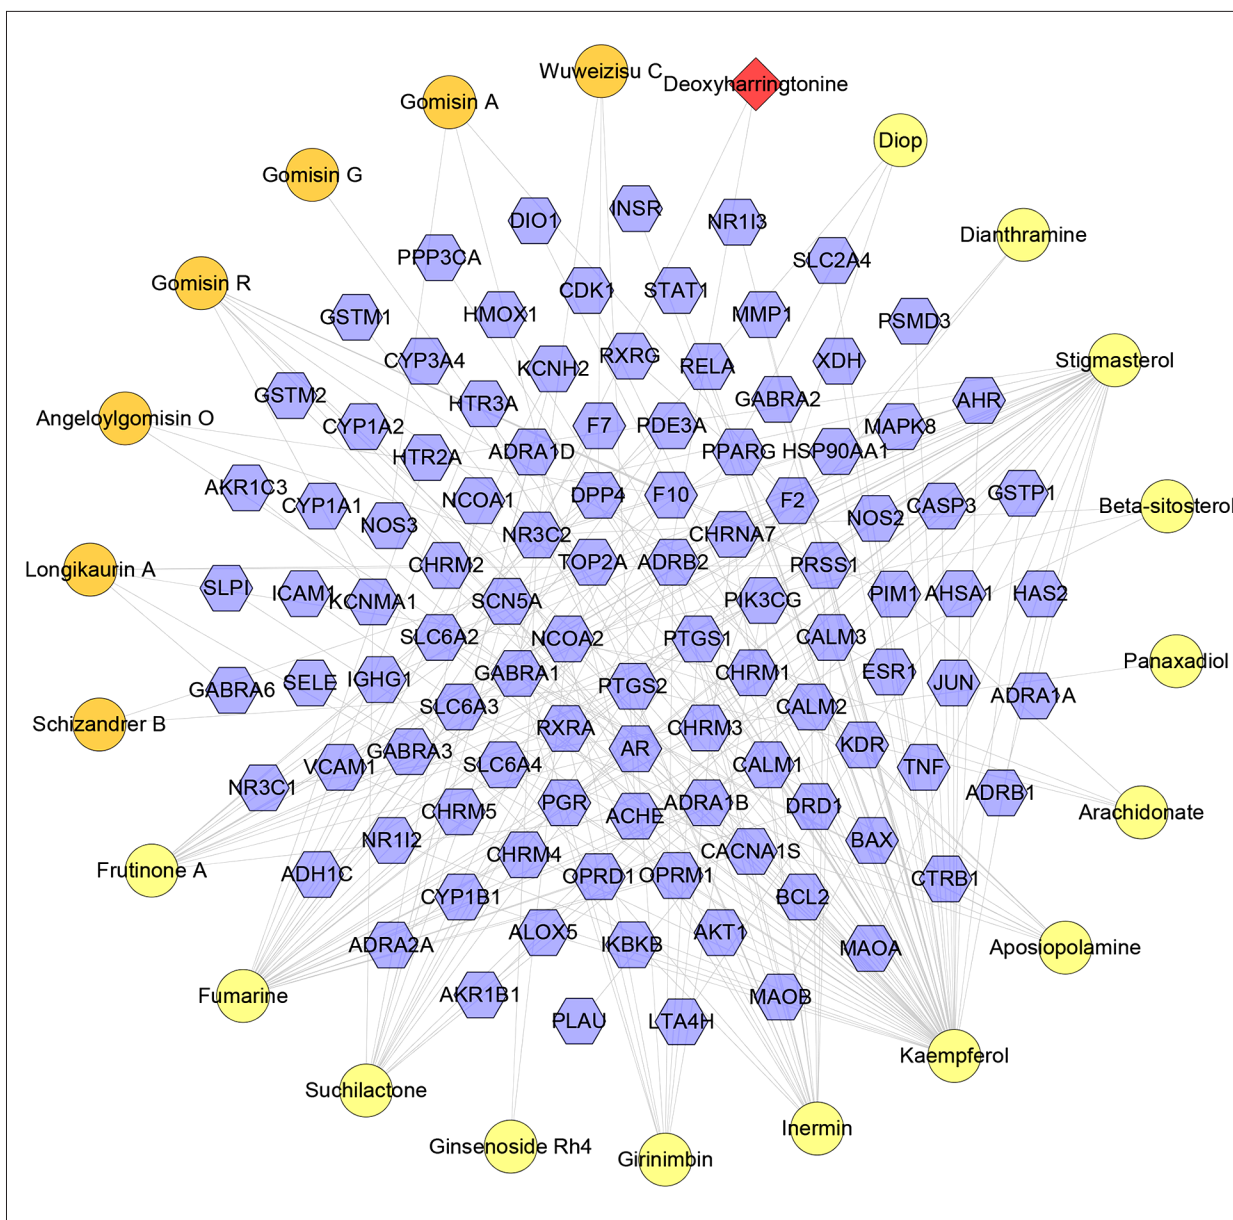 Wuweizisu C
Deoxyharringtonine
Gomisin A
Diop
Gomisin G
DIO1
INSR
NR1I3
Dianthramine
PPP3CA
SLC2A4
Gomisin R
CDK1
STAT1
GSTM1
HMOX1
MMP1
PSMD3
CYP3A4
KCNH2
RXRG
RELA
XDH
Stigmasterol
GSTM2
HTR3A
GABRA2
AHR
Angeloylgomisin O
CYP1A2
F7
PDE3A
MAPK8
HTR2A
ADRA1D
PPARG
HSP90AA1
AKR1C3
CYP1A1
NCOA1
DPP4
F10
F2
CASP3
GSTP1
Beta-sitosterol
NOS3
NR3C2
CHRNA7
NOS2
Longikaurin A
CHRM2
TOP2A
ADRB2
PRSS1
SLPI
ICAM1
KCNMA1
SCN5A
PIK3CG
PIM1
AHSA1
HAS2
SLC6A2
NCOA2
PTGS1
CALM3
Panaxadiol
GABRA6
SELE
IGHG1
GABRA1
PTGS2
CHRM1
ESR1
JUN
ADRA1A
Schizandrer B
SLC6A3
RXRA
CHRM3
CALM2
NR3C1
VCAM1
GABRA3
SLC6A4
AR
CALM1
KDR
TNF
ADRB1
Arachidonate
CHRM5
PGR
ACHE
ADRA1B
DRD1
Frutinone A
ADH1C
NR1I2
CHRM4
CACNA1S
BAX
CTRB1
CYP1B1
OPRD1
OPRM1
BCL2
ADRA2A
ALOX5
IKBKB
AKT1
MAOA
Aposiopolamine
Fumarine
AKR1B1
PLAU
LTA4H
MAOB
Kaempferol
Suchilactone
Ginsenoside Rh4
Girinimbin
Inermin